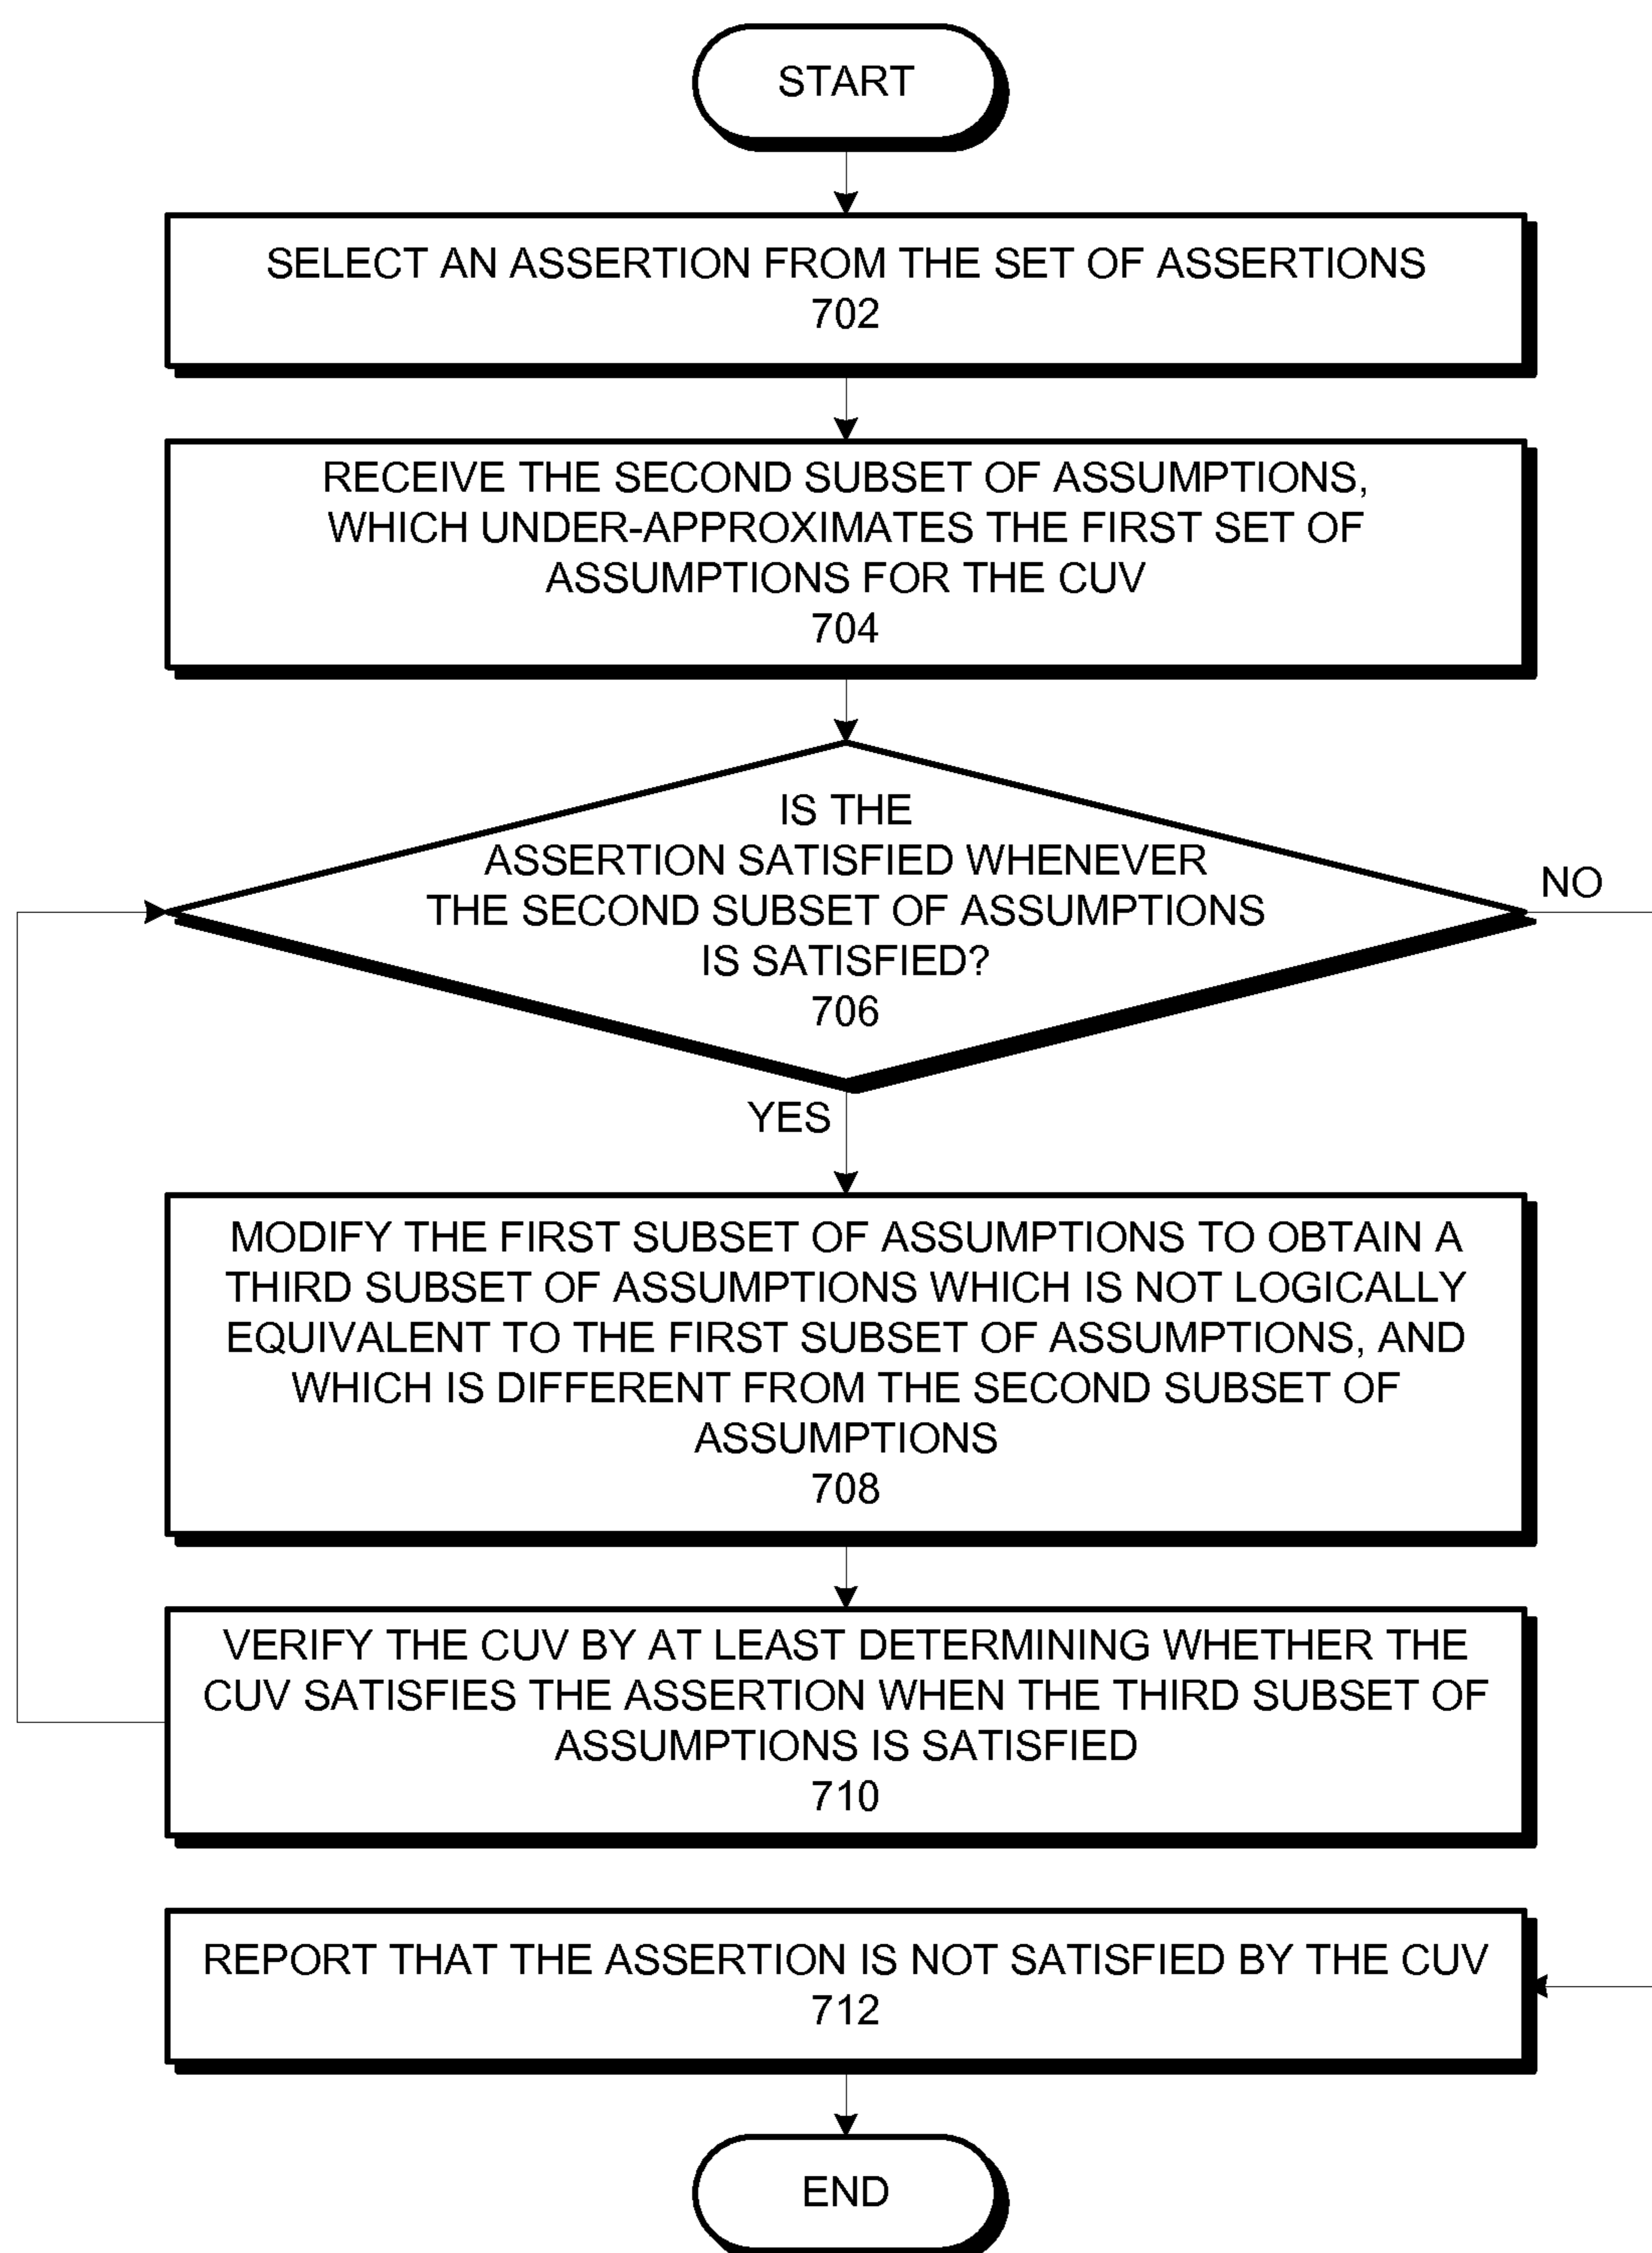 START
SELECT AN ASSERTION FROM THE SET OF ASSERTIONS
702
RECEIVE THE SECOND SUBSET OF ASSUMPTIONS,
WHICH UNDER-APPROXIMATES THE FIRST SET OF
ASSUMPTIONS FOR THE CUV
704
IS THE
ASSERTION SATISFIED WHENEVER
THE SECOND SUBSET OF ASSUMPTIONS
IS SATISFIED?
706
NO
YES
MODIFY THE FIRST SUBSET OF ASSUMPTIONS TO OBTAIN A
THIRD SUBSET OF ASSUMPTIONS WHICH IS NOT LOGICALLY
EQUIVALENT TO THE FIRST SUBSET OF ASSUMPTIONS, AND
WHICH IS DIFFERENT FROM THE SECOND SUBSET OF
ASSUMPTIONS
708
VERIFY THE CUV BY AT LEAST DETERMINING WHETHER THE
CUV SATISFIES THE ASSERTION WHEN THE THIRD SUBSET OF
ASSUMPTIONS IS SATISFIED
710
REPORT THAT THE ASSERTION IS NOT SATISFIED BY THE CUV
712
END